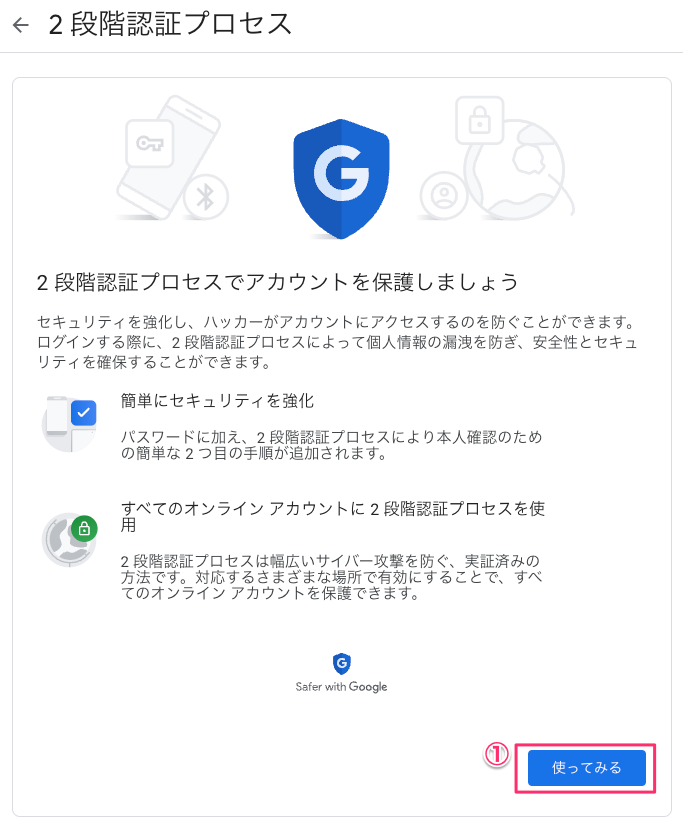 2 段階認証プロセス
G
2 段階認証プロセスでアカウントを保護しましょう
セキュリティを強化し、ハッカーがアカウントにアクセスするのを防ぐことができます。
ログインする際に、2 段階認証プロセスによって個人情報の漏洩を防ぎ、安全性とセキュ
リティを確保することができます。
簡単にセキュリティを強化
パスワードに加え、2 段階認証プロセスにより本人確認のため
の簡単な 2 つ目の手順が追加されます。
すべてのオンライン アカウントに 2 段階認証プロセスを使
用
2 段階認証プロセスは幅広いサイバー攻撃を防ぐ、実証済みの
方法です。対応するさまざまな場所で有効にすることで、すべ
てのオンライン アカウントを保護できます。
G
Safer with Google
① 使ってみる